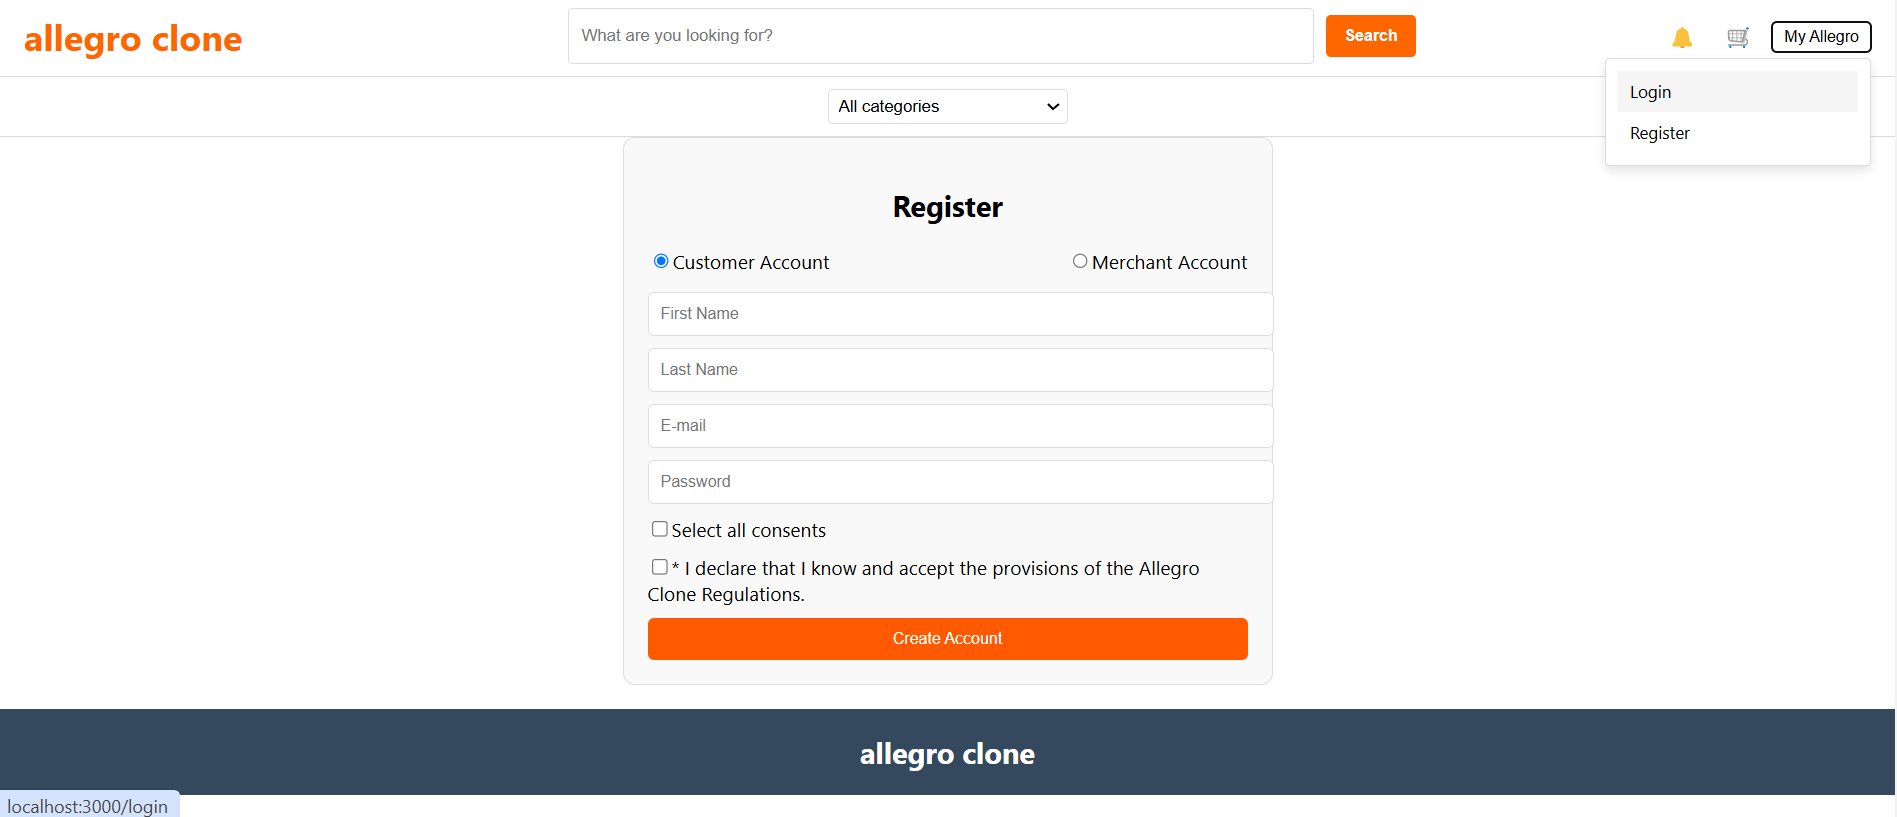 allegro clone
What are you looking for?
Search
My Allegro
Login
Register
All categories
Register
Customer Account
Merchant Account
First Name
Last Name
E-mail
Password
Select all consents
* I declare that I know and accept the provisions of the Allegro
Clone Regulations.
Create Account
allegro clone
localhost:3000/login